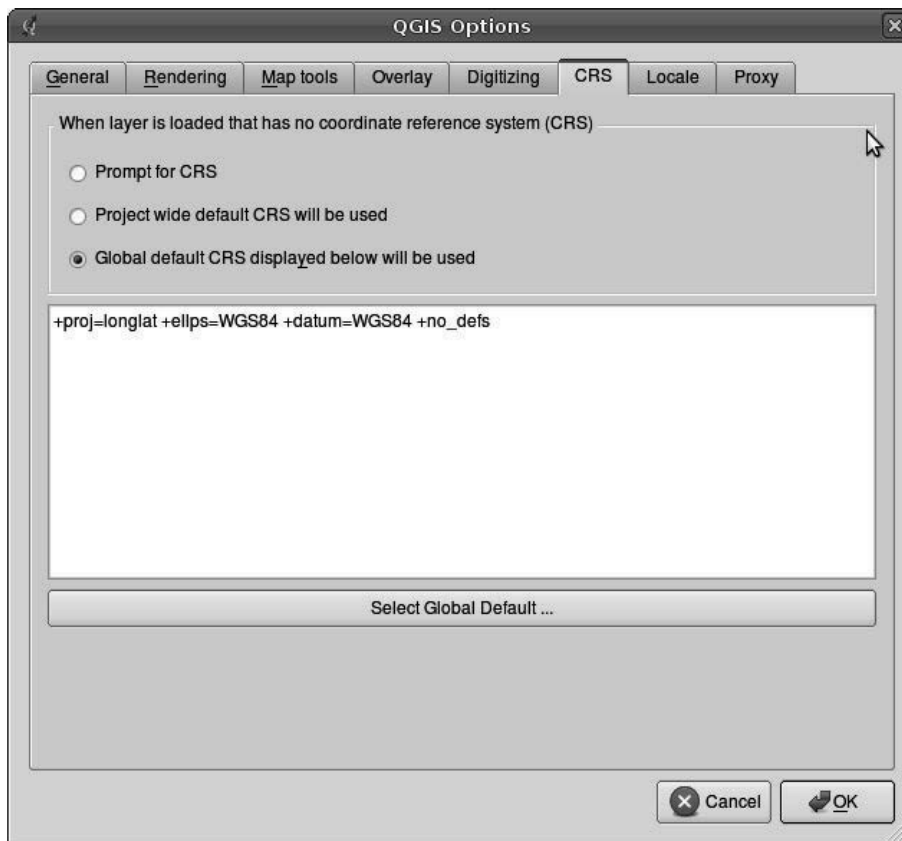 QGIS Options
General Rendering Map tools Overlay Digitizing CRS Locale Proxy
When layer is loaded that has no coordinate reference system (CRS)
Prompt for CRS
Project wide default CRS will be used
Global default CRS displayed below will be used
+proj=longlat +ellps=WGS84 +datum=WGS84 +no_defs
Select Global Default ...
Cancel OK